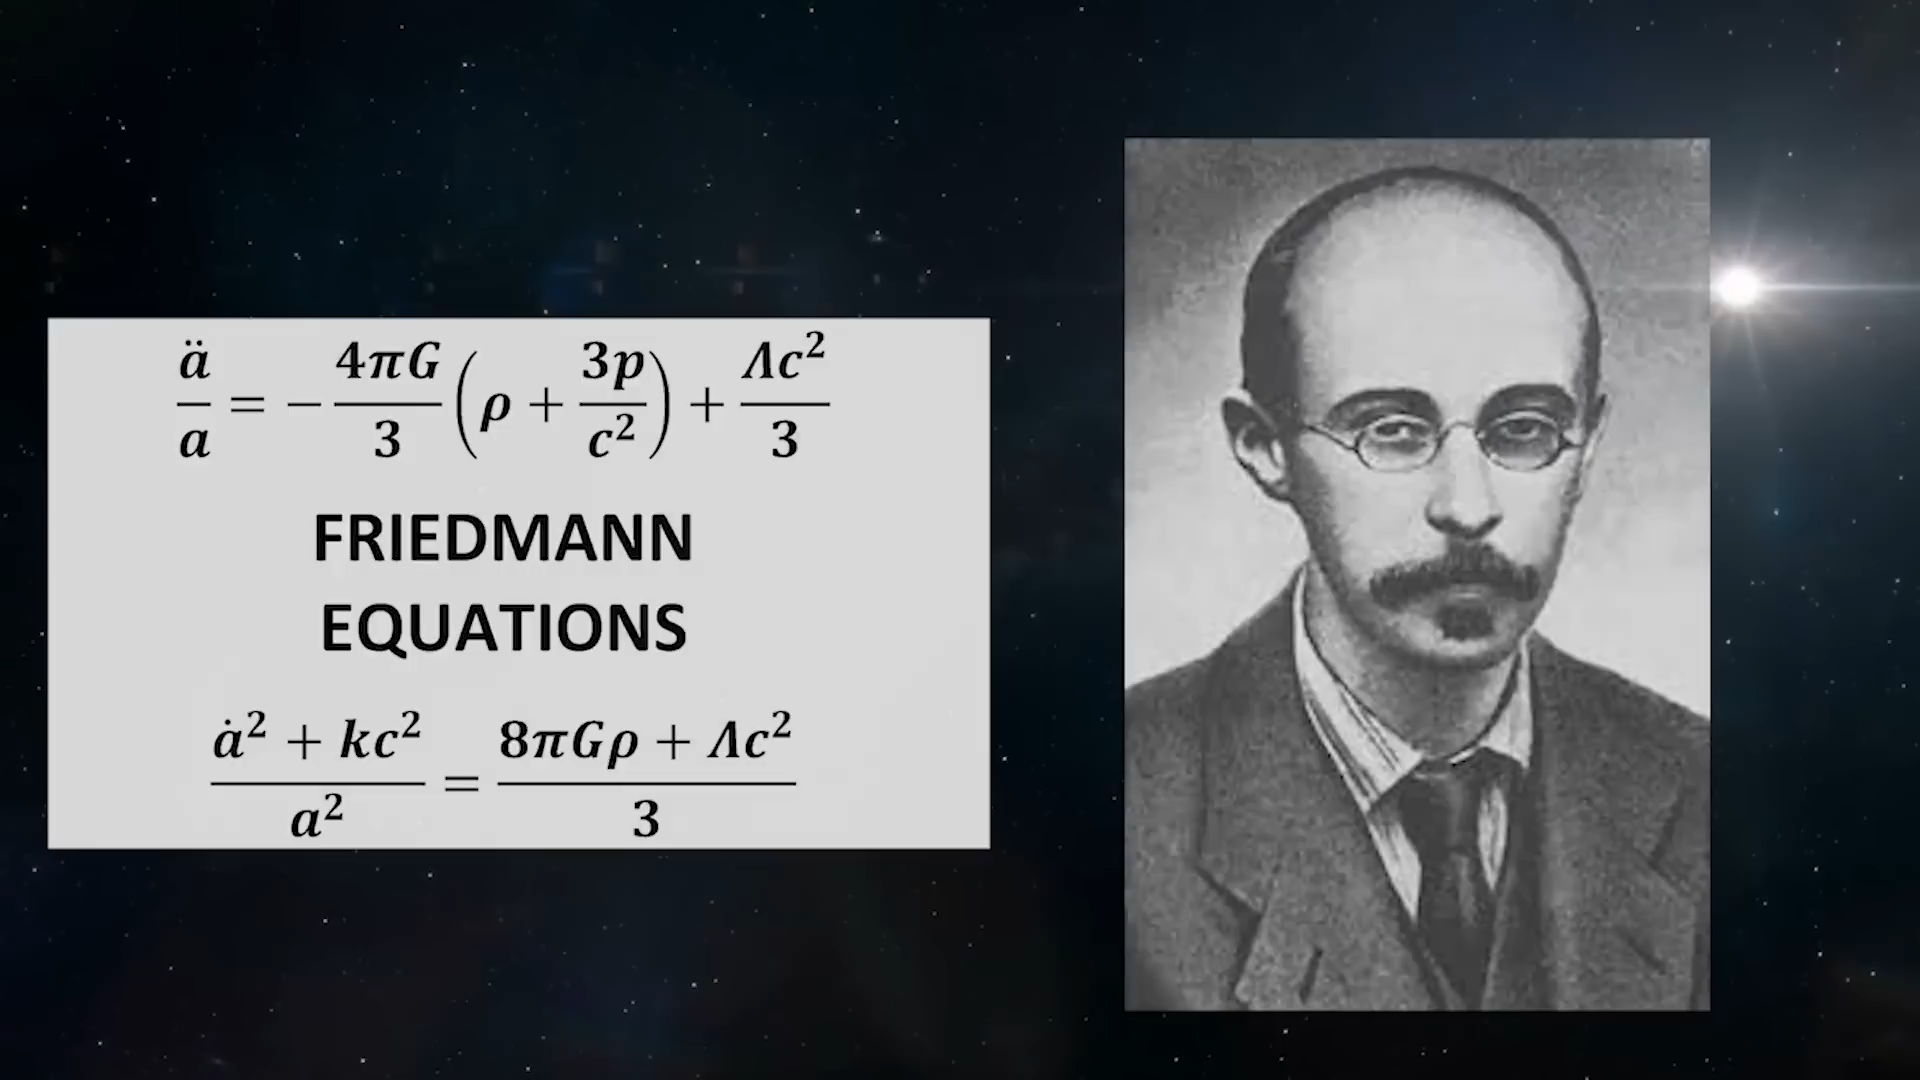 ä/a = −4πG/3 (ρ + 3p/c²) + Λc²/3
FRIEDMANN
EQUATIONS
(ȧ² + kc²)/a² = (8πGρ + Λc²)/3